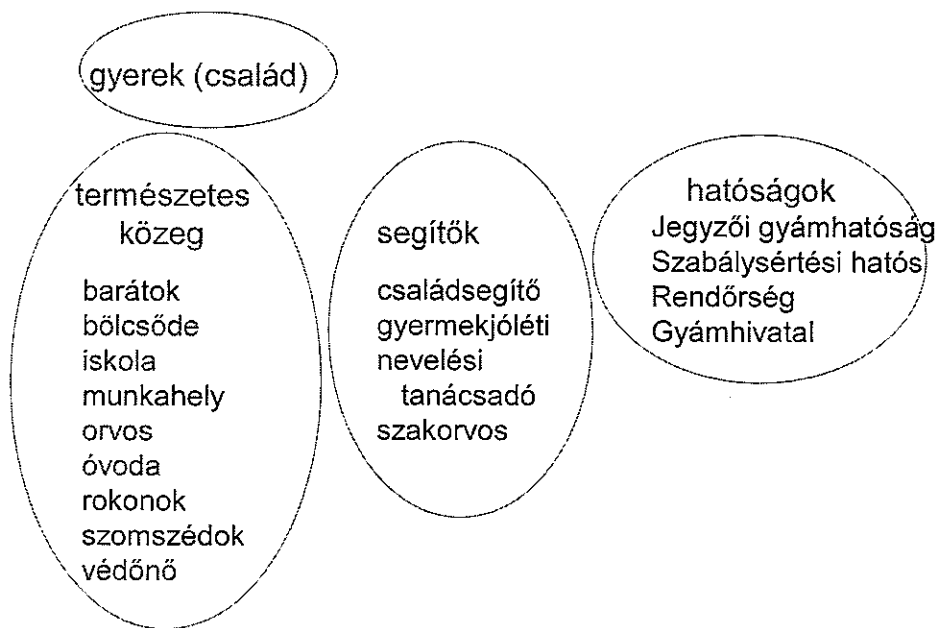 gyerek (család)
természetes
közeg
barátok
bölcsőde
iskola
munkahely
orvos
óvoda
rokonok
szomszédok
védőnő
segítők
családsegítő
gyermekjóléti
nevelési
tanácsadó
szakorvos
hatóságok
Jegyzői gyámhatóság
Szabálysértési hatós
Rendőrség
Gyámhivatal